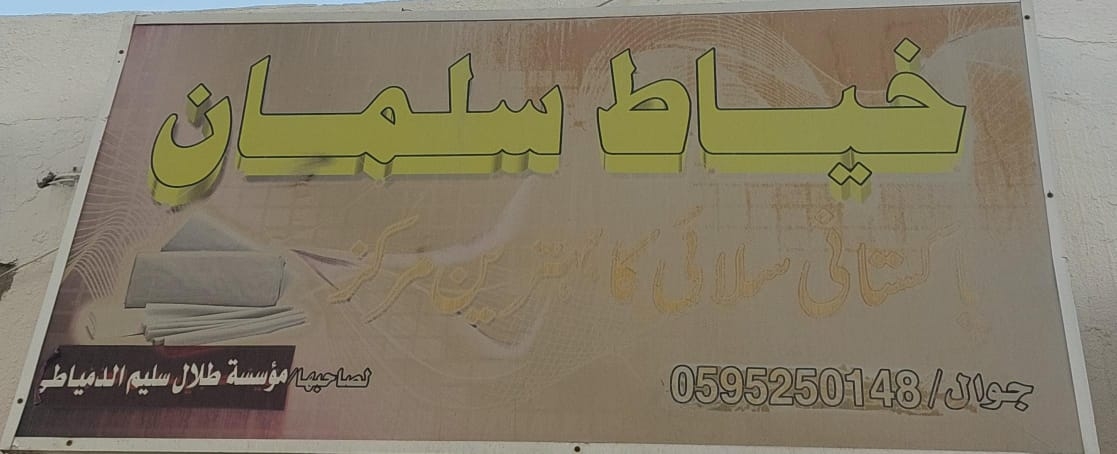 خياط سلمان
پاکستانی سلائی کا بہترین مرکز
جوال/0595250148
لصاحبها/مؤسسة طلال سليم الدمياطي